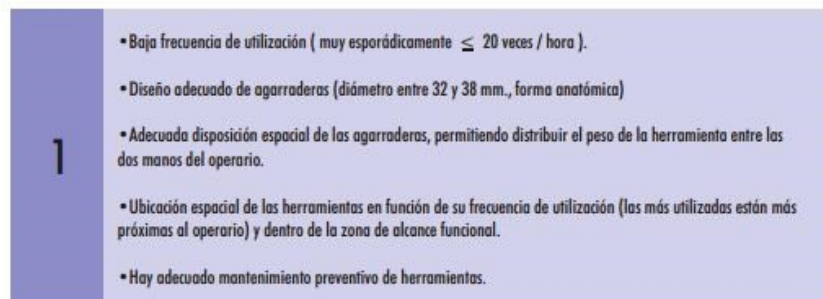 • Baja frecuencia de utilización ( muy esporádicamente ≤ 20 veces / hora ).
• Diseño adecuado de agarraderas (diámetro entre 32 y 38 mm., forma anatómica)
• Adecuada disposición espacial de las agarraderas, permitiendo distribuir el peso de la herramienta entre las
dos manos del operario.
1
• Ubicación espacial de las herramientas en función de su frecuencia de utilización (las más utilizadas están más
próximas al operario) y dentro de la zona de alcance funcional.
• Hay adecuado mantenimiento preventivo de herramientas.